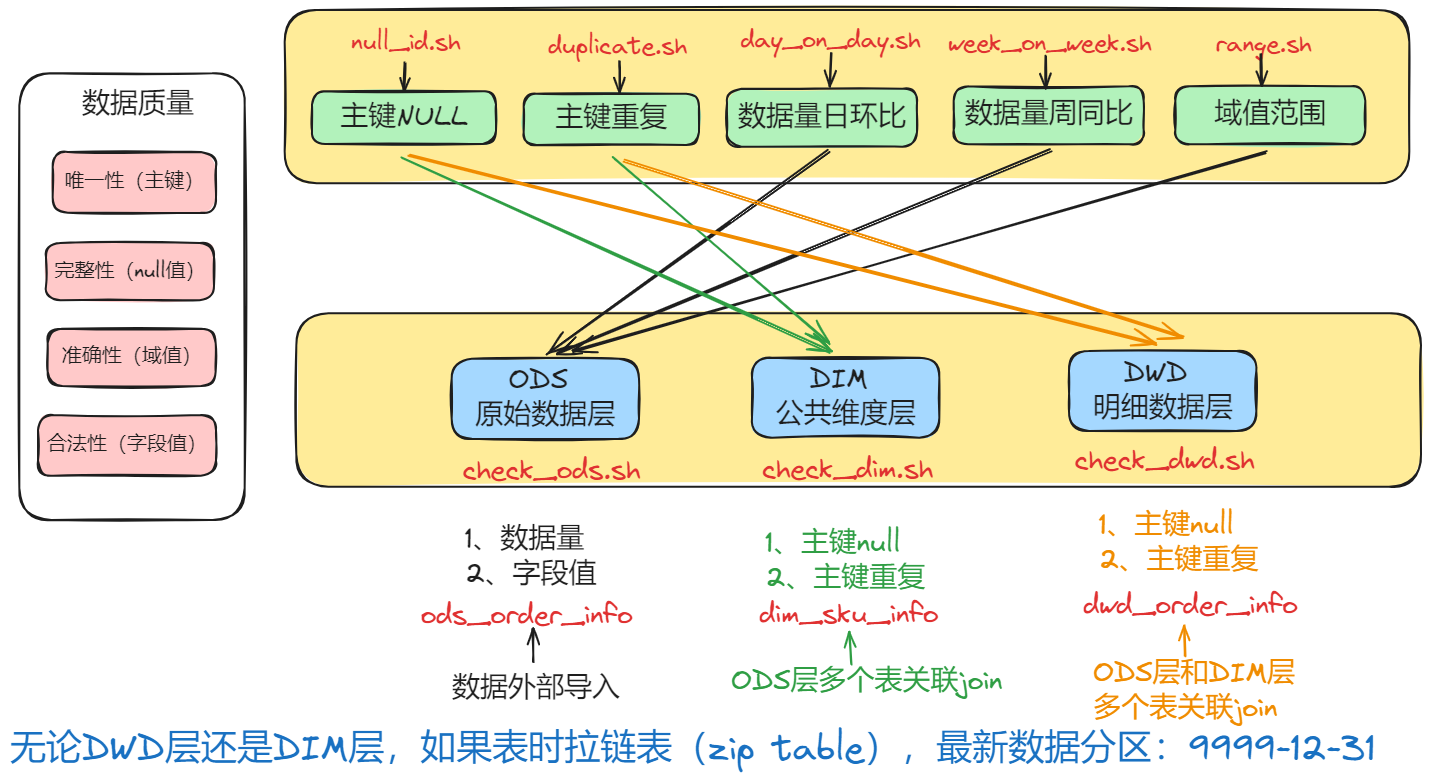 数据质量
唯一性（主键）
完整性（null值）
准确性（域值）
合法性（字段值）
null_id.sh
duplicate.sh
day_on_day.sh
week_on_week.sh
range.sh
主键NULL
主键重复
数据量日环比
数据量周同比
域值范围
ODS
原始数据层
DIM
公共维度层
DWD
明细数据层
check_ods.sh
check_dim.sh
check_dwd.sh
1、数据量
2、字段值
ods_order_info
数据外部导入
1、主键null
2、主键重复
dim_sku_info
ODS层多个表关联join
1、主键null
2、主键重复
dwd_order_info
ODS层和DIM层
多个表关联join
无论DWD层还是DIM层，如果表时拉链表（zip table），最新数据分区：9999-12-31